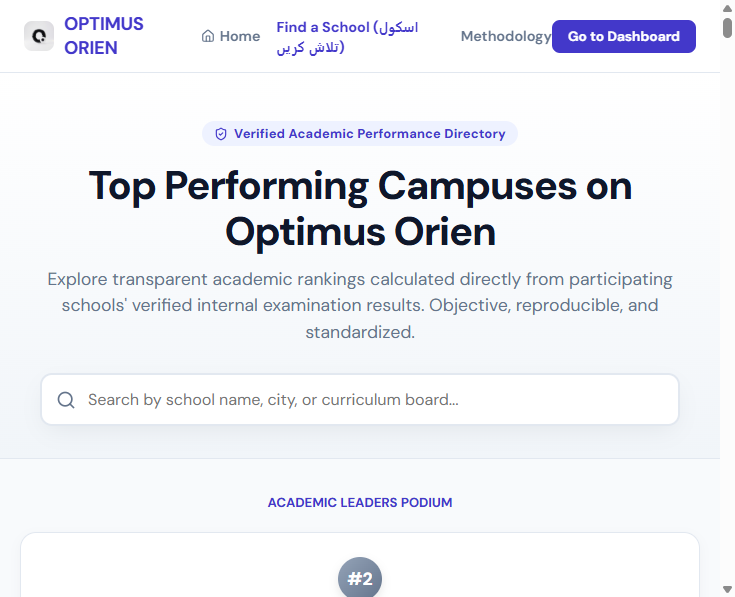 OPTIMUS
ORIEN
Home
Find a School (اسکول
تلاش کریں)
Methodology
Go to Dashboard
Verified Academic Performance Directory
Top Performing Campuses on
Optimus Orien
Explore transparent academic rankings calculated directly from participating
schools' verified internal examination results. Objective, reproducible, and
standardized.
Search by school name, city, or curriculum board...
ACADEMIC LEADERS PODIUM
#2